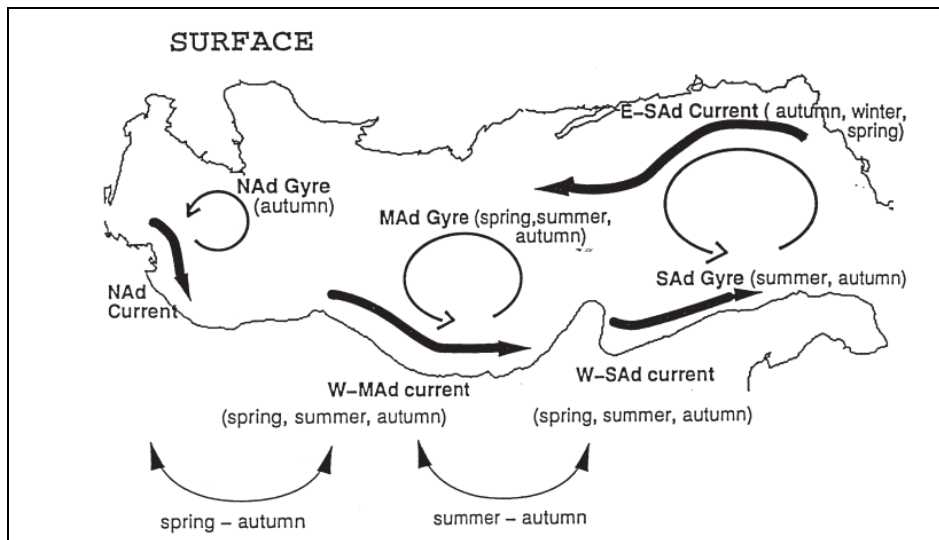 SURFACE
E-SAd Current ( autumn, winter,
spring)
NAd Gyre
(autumn)
MAd Gyre (spring,summer,
autumn)
SAd Gyre (summer, autumn)
NAd
Current
W-MAd current
(spring, summer, autumn)
W-SAd current
(spring, summer, autumn)
spring - autumn
summer - autumn